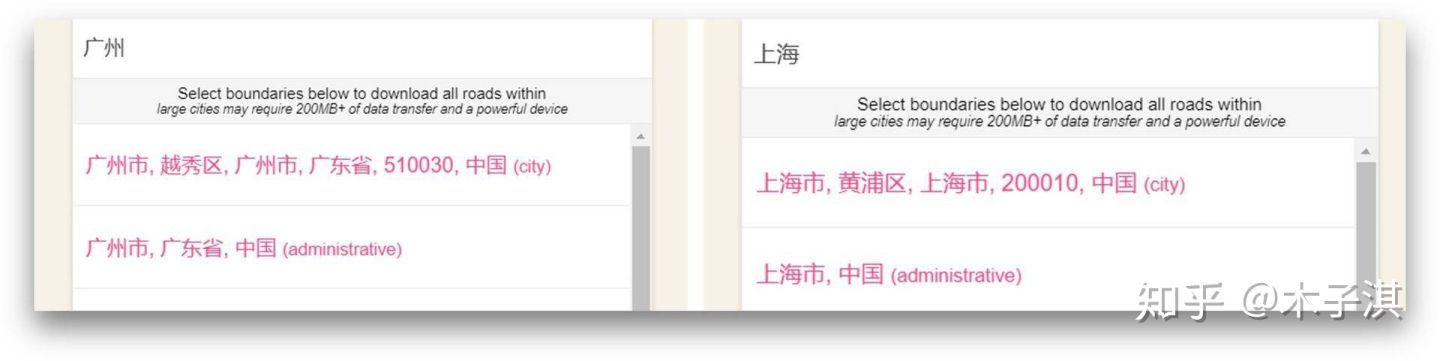 广州
Select boundaries below to download all roads within
large cities may require 200MB+ of data transfer and a powerful device
广州市, 越秀区, 广州市, 广东省, 510030, 中国 (city)
广州市, 广东省, 中国 (administrative)
上海
Select boundaries below to download all roads within
large cities may require 200MB+ of data transfer and a powerful device
上海市, 黄浦区, 上海市, 200010, 中国 (city)
上海市, 中国 (administrative)
知乎 @木子淇